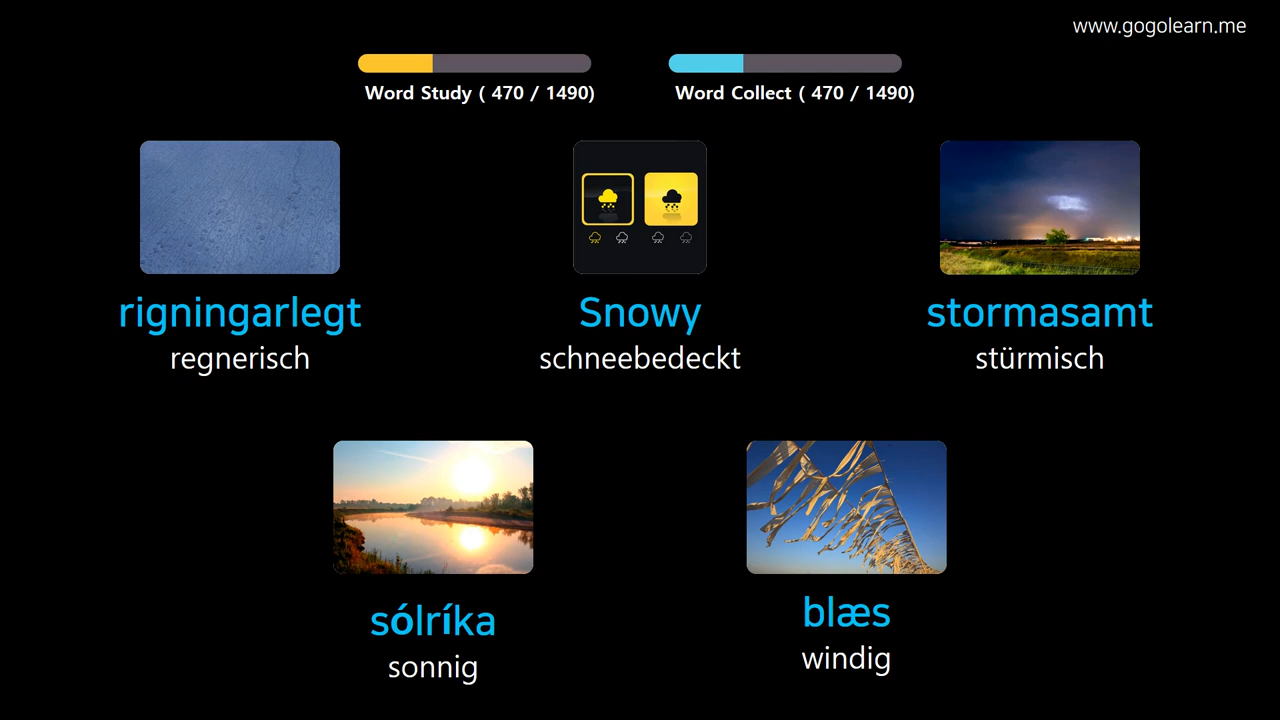 www.gogolearn.me
Word Study ( 470 / 1490)
Word Collect ( 470 / 1490)
rigningarlegt
regnerisch
Snowy
schneebedeckt
stormasamt
stürmisch
sólríka
sonnig
blæs
windig